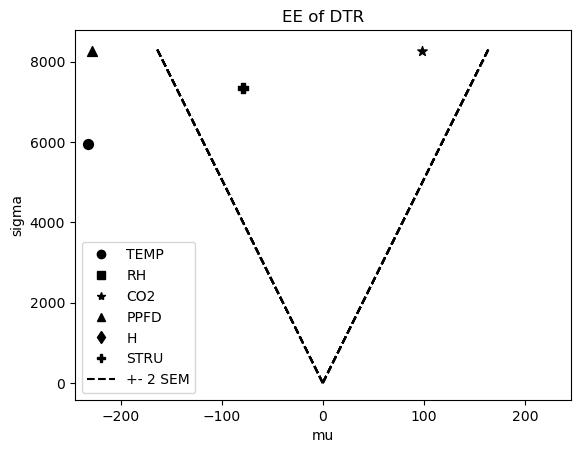 EE of DTR
8000
6000
4000
2000
0
sigma
TEMP
RH
CO2
PPFD
H
STRU
+- 2 SEM
−200
−100
0
100
200
mu